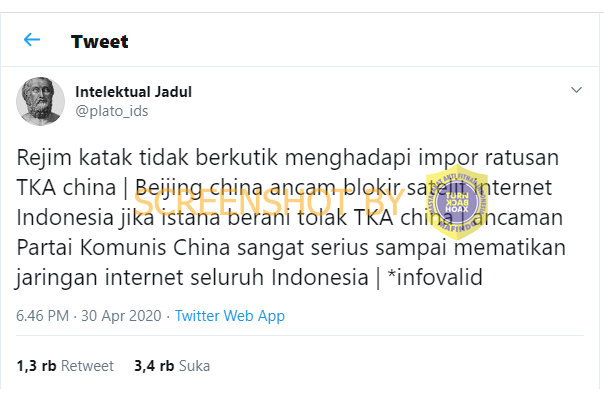 Tweet
Intelektual Jadul
@plato_ids
Rejim katak tidak berkutik menghadapi impor ratusan
TKA china | Beijing china ancam blokir satelit internet
Indonesia jika istana berani tolak TKA china ancaman
Partai Komunis China sangat serius sampai mematikan
jaringan internet seluruh Indonesia | *infovalid
SCREENSHOT BY
MASYARAKAT ANTI FITNAH INDONESIA
TURN
BACK
HOAX
MAFINDO
6.46 PM · 30 Apr 2020 · Twitter Web App
1,3 rb Retweet 3,4 rb Suka